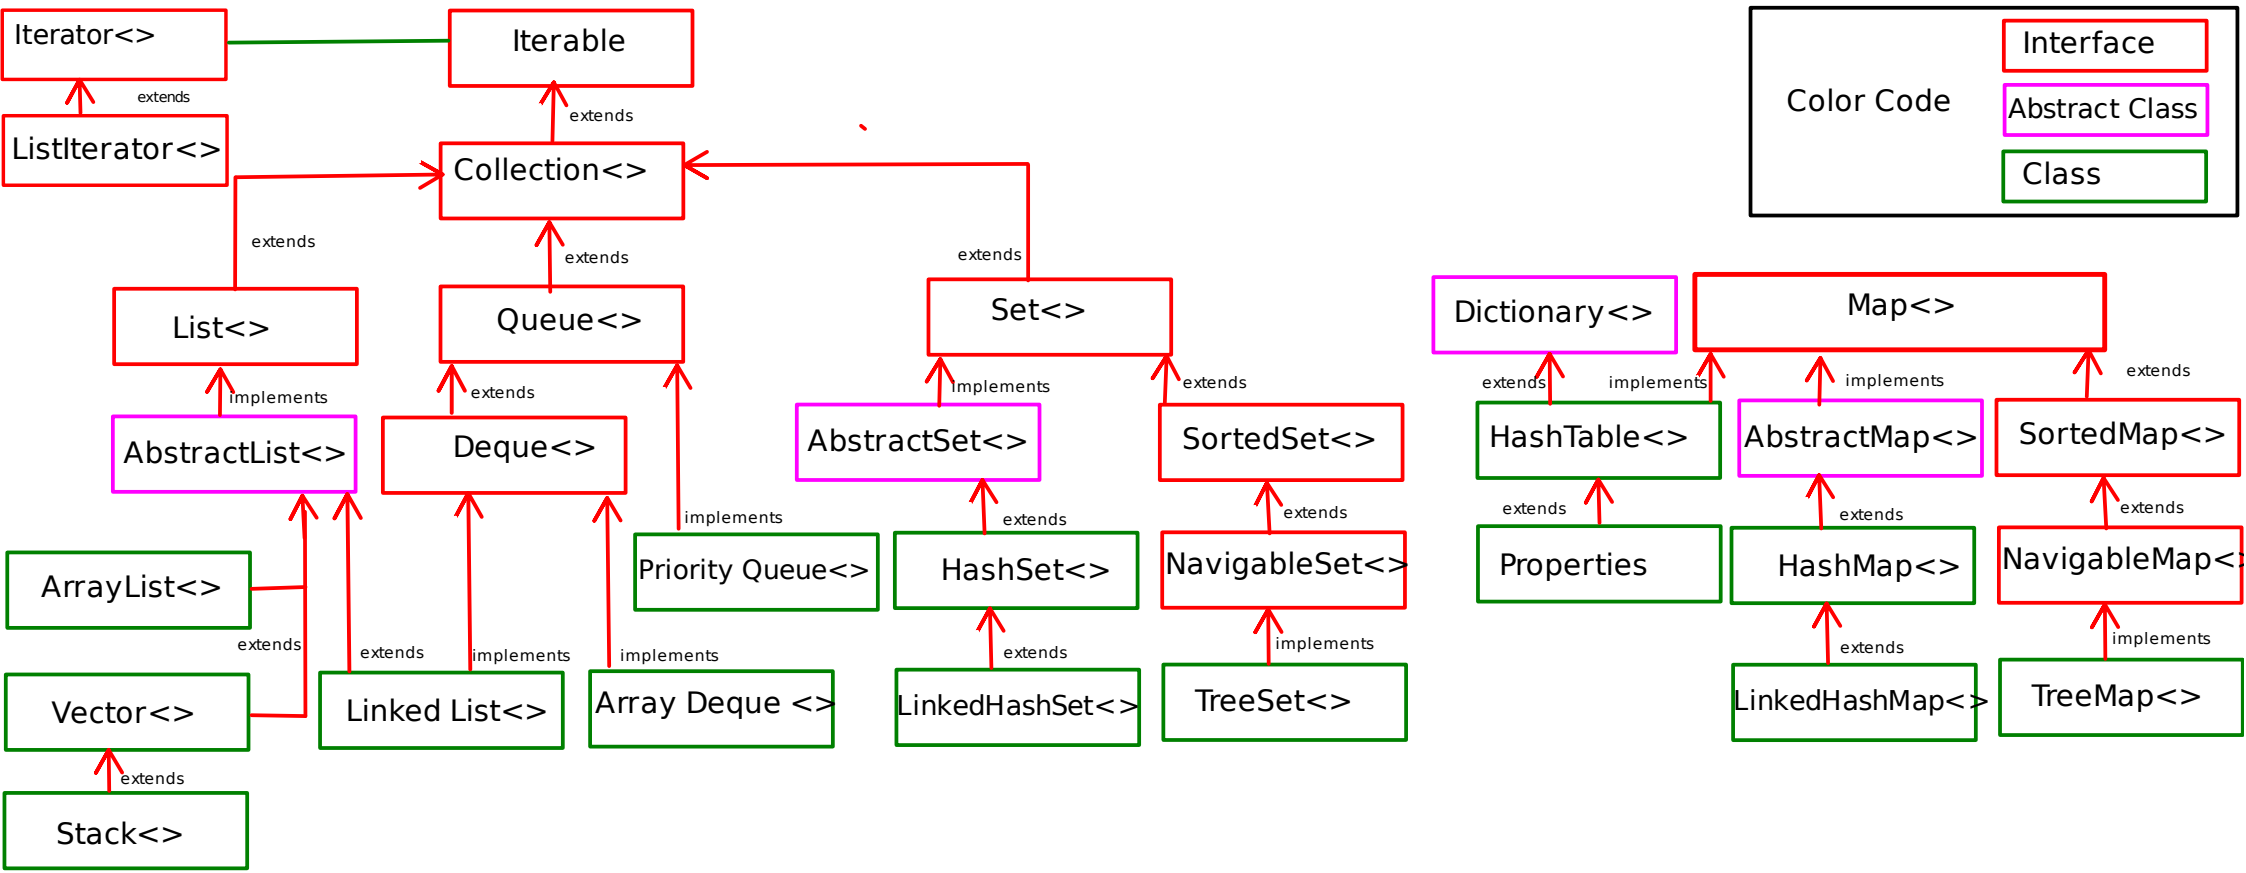 Iterator<>
Iterable
Interface
extends
extends
Color Code
Abstract Class
ListIterator<>
Collection<>
Class
extends
extends
extends
List<>
Queue<>
Set<>
Dictionary<>
Map<>
implements
extends
implements
extends
extends
implements
implements
extends
AbstractList<>
Deque<>
AbstractSet<>
SortedSet<>
HashTable<>
AbstractMap<>
SortedMap<>
implements
extends
extends
extends
extends
extends
ArrayList<>
Priority Queue<>
HashSet<>
NavigableSet<>
Properties
HashMap<>
NavigableMap<>
extends
extends
implements
implements
extends
implements
extends
implements
Vector<>
Linked List<>
Array Deque <>
LinkedHashSet<>
TreeSet<>
LinkedHashMap<>
TreeMap<>
extends
Stack<>